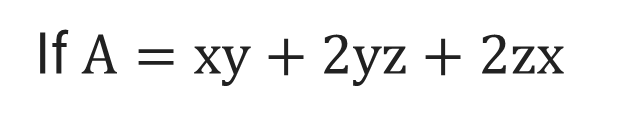 If A = xy + 2yz + 2zx